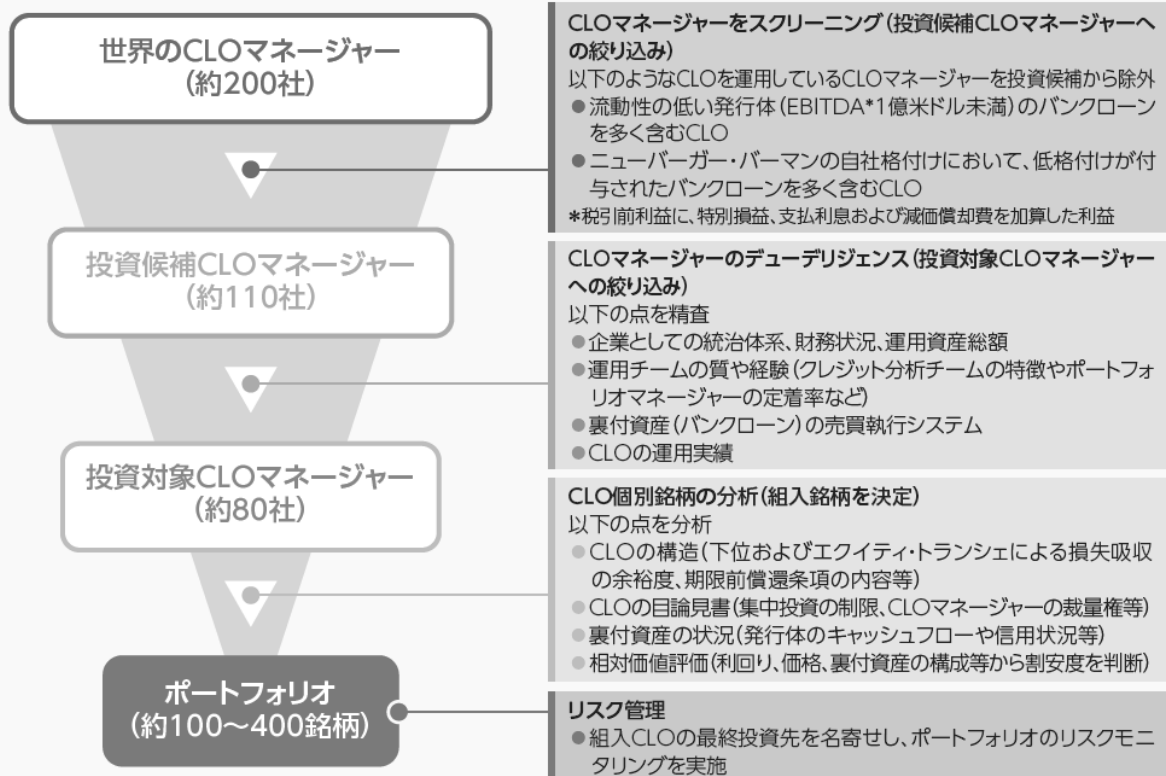 世界のCLOマネージャー
(約200社)
CLOマネージャーをスクリーニング(投資候補CLOマネージャーへ
の絞り込み)
以下のようなCLOを運用しているCLOマネージャーを投資候補から除外
●流動性の低い発行体(EBITDA*1億米ドル未満)のバンクローン
を多く含むCLO
●ニューバーガー・バーマンの自社格付けにおいて、低格付けが付
与されたバンクローンを多く含むCLO
*税引前利益に、特別損益、支払利息および減価償却費を加算した利益
投資候補CLOマネージャー
(約110社)
CLOマネージャーのデューデリジェンス(投資対象CLOマネージャー
への絞り込み)
以下の点を精査
●企業としての統治体系、財務状況、運用資産総額
●運用チームの質や経験(クレジット分析チームの特徴やポートフォ
リオマネージャーの定着率など)
●裏付資産(バンクローン)の売買執行システム
●CLOの運用実績
投資対象CLOマネージャー
(約80社)
CLO個別銘柄の分析(組入銘柄を決定)
以下の点を分析
●CLOの構造(下位およびエクイティ・トランシェによる損失吸収
の余裕度、期限前償還条項の内容等)
●CLOの目論見書(集中投資の制限、CLOマネージャーの裁量権等)
●裏付資産の状況(発行体のキャッシュフローや信用状況等)
●相対価値評価(利回り、価格、裏付資産の構成等から割安度を判断)
ポートフォリオ
(約100~400銘柄)
リスク管理
●組入CLOの最終投資先を名寄せし、ポートフォリオのリスクモニ
タリングを実施